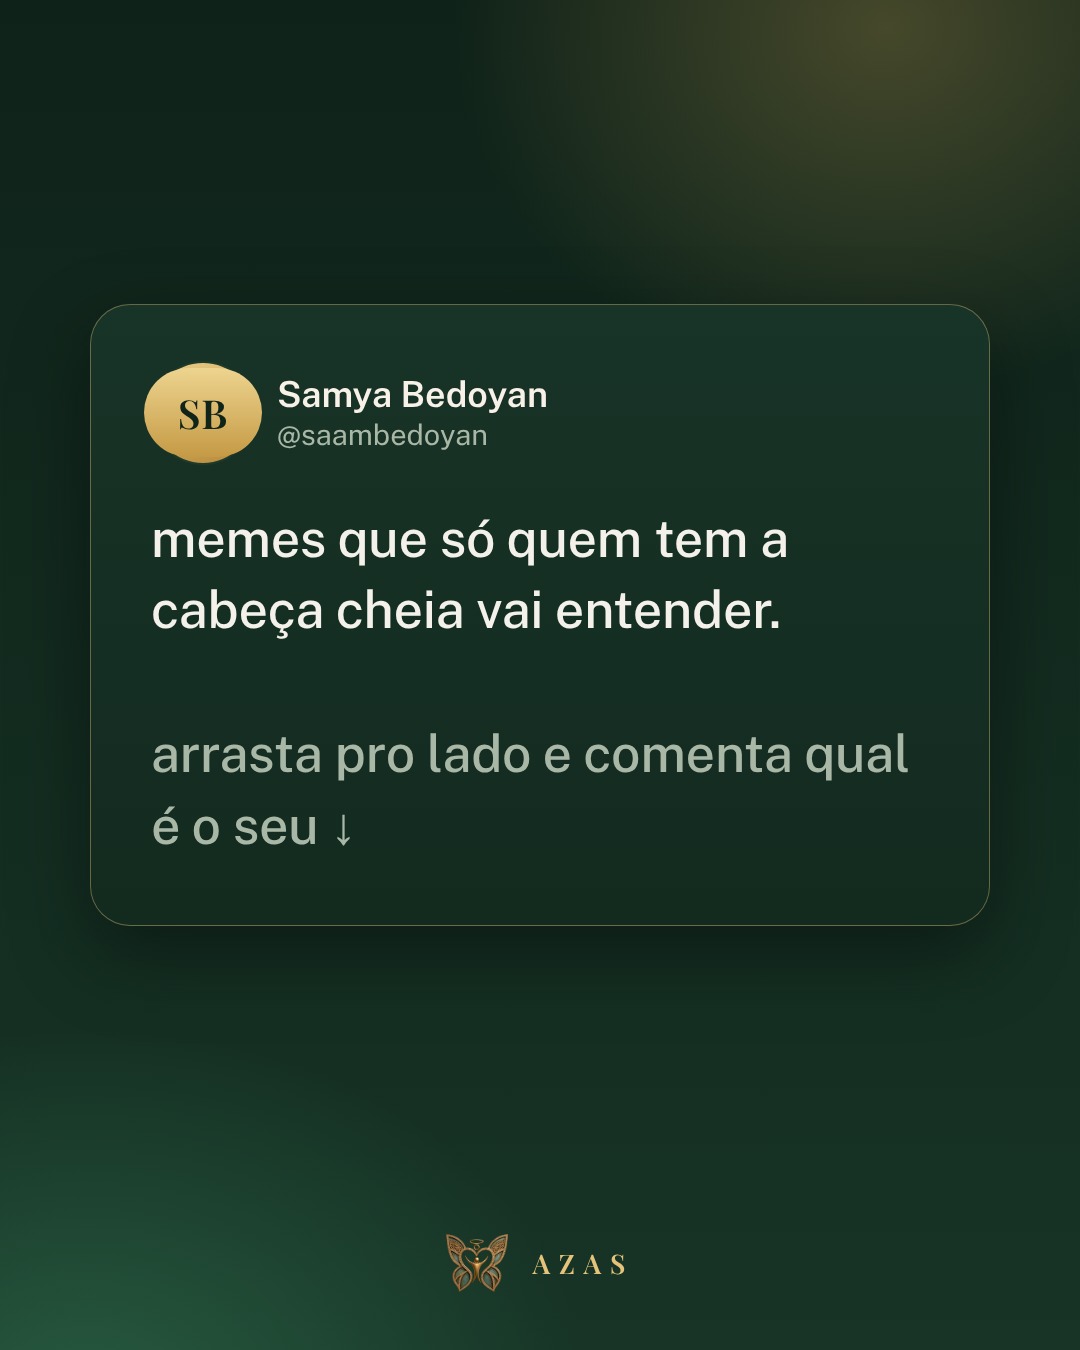 SB
Samya Bedoyan
@saambedoyan
memes que só quem tem a
cabeça cheia vai entender.
arrasta pro lado e comenta qual
é o seu ↓
AZAS